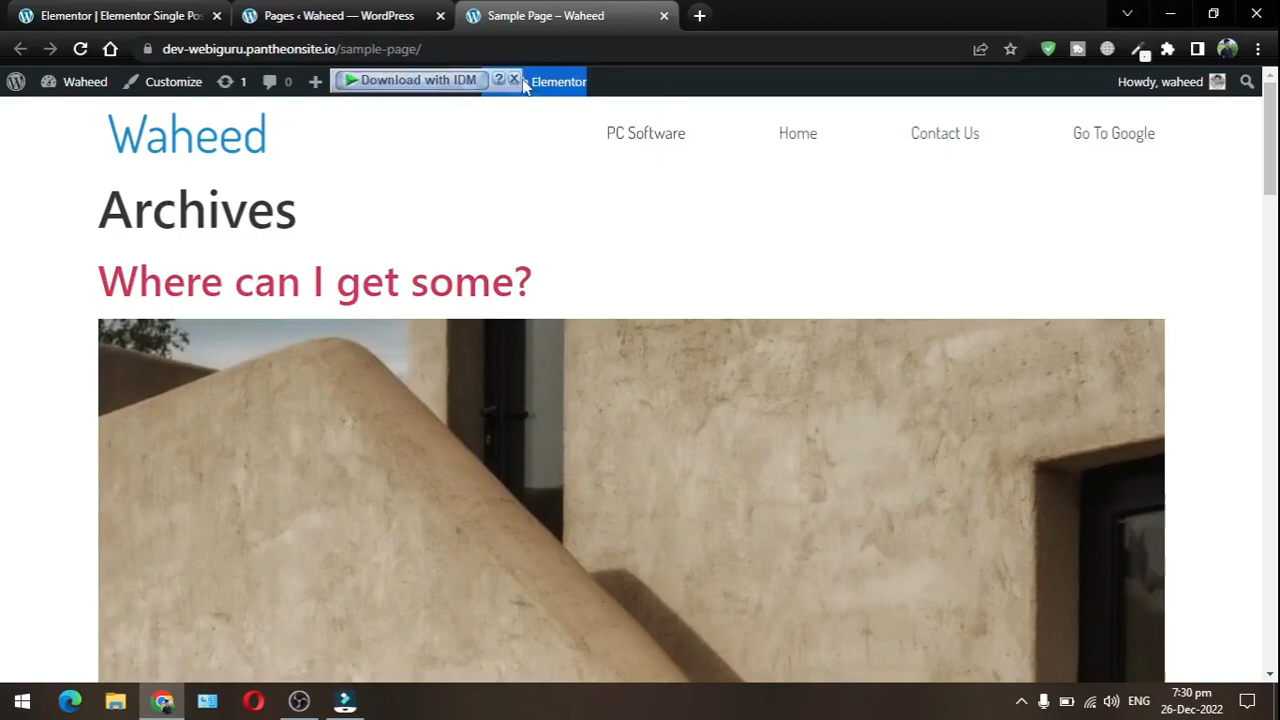 Elementor | Elementor Single Pos
Pages ‹ Waheed — WordPress
Sample Page – Waheed
dev-webiguru.pantheonsite.io/sample-page/
Waheed
Customize
1
0
Download with IDM
?
Elementor
Howdy, waheed
Waheed
PC Software
Home
Contact Us
Go To Google
Archives
Where can I get some?
ENG
7:30 pm
26-Dec-2022